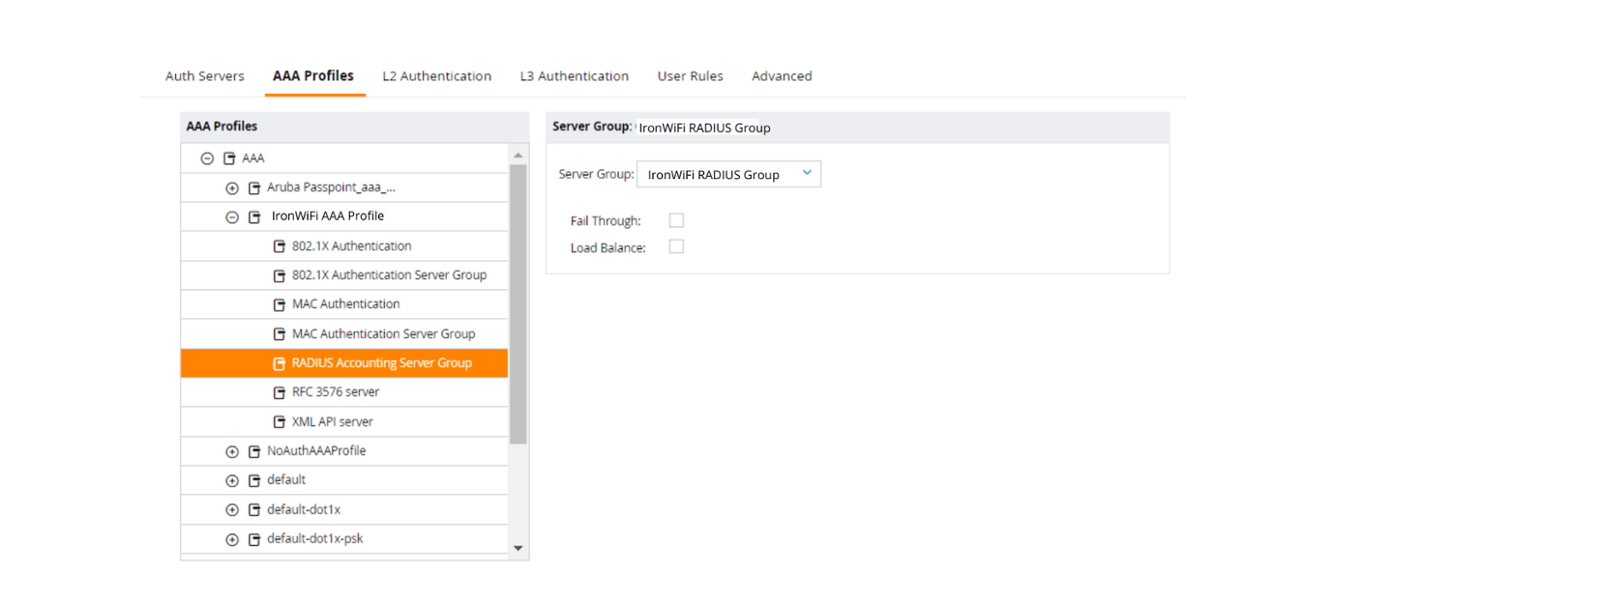 Auth Servers AAA Profiles L2 Authentication L3 Authentication User Rules Advanced
AAA Profiles
AAA
Aruba Passpoint_aaa_...
IronWiFi AAA Profile
802.1X Authentication
802.1X Authentication Server Group
MAC Authentication
MAC Authentication Server Group
RADIUS Accounting Server Group
RFC 3576 server
XML API server
NoAuthAAAProfile
default
default-dot1x
default-dot1x-psk
Server Group: IronWiFi RADIUS Group
Server Group: IronWiFi RADIUS Group
Fail Through:
Load Balance: